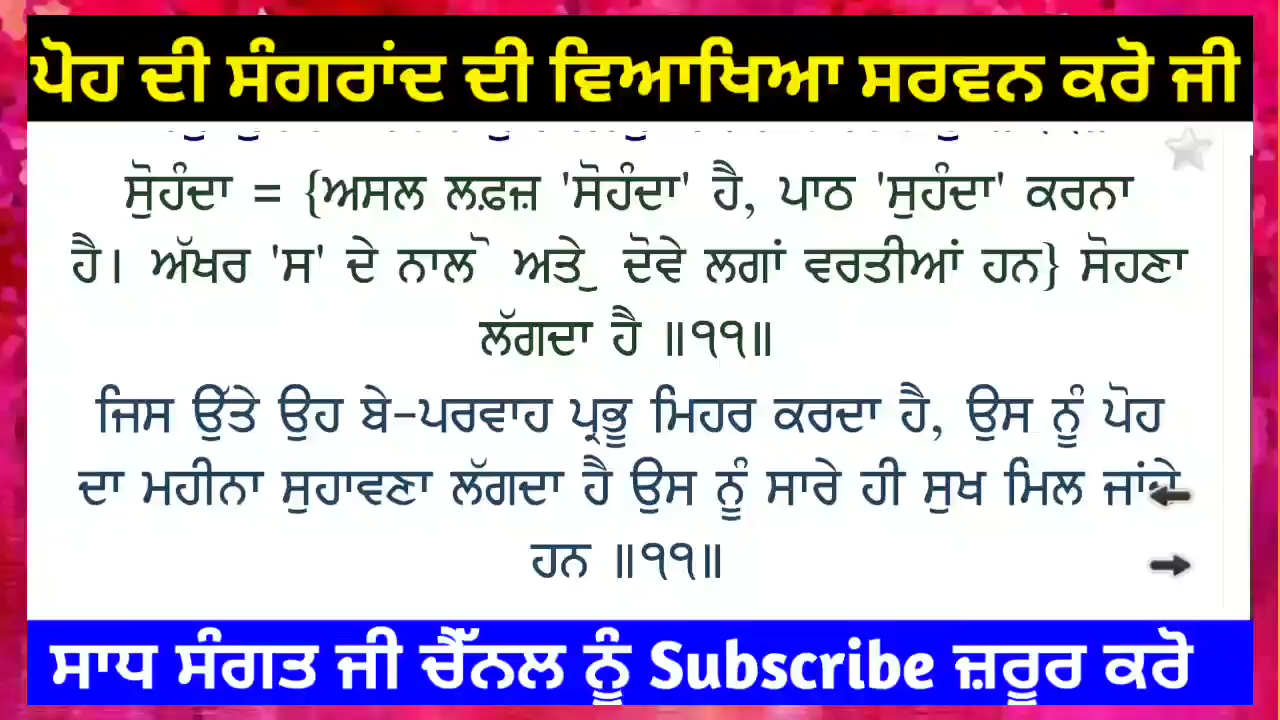 ਪੋਹ ਦੀ ਸੰਗਰਾਂਦ ਦੀ ਵਿਆਖਿਆ ਸਰਵਨ ਕਰੋ ਜੀ
ਸੋੁਹੰਦਾ = {ਅਸਲ ਲਫ਼ਜ਼ 'ਸੋਹੰਦਾ' ਹੈ, ਪਾਠ 'ਸੁਹੰਦਾ' ਕਰਨਾ
ਹੈ। ਅੱਖਰ 'ਸ' ਦੇ ਨਾਲ ੋ ਅਤੇ ੁ ਦੋਵੇ ਲਗਾਂ ਵਰਤੀਆਂ ਹਨ} ਸੋਹਣਾ
ਲੱਗਦਾ ਹੈ ॥੧੧॥
ਜਿਸ ਉੱਤੇ ਉਹ ਬੇ-ਪਰਵਾਹ ਪ੍ਰਭੂ ਮਿਹਰ ਕਰਦਾ ਹੈ, ਉਸ ਨੂੰ ਪੋਹ
ਦਾ ਮਹੀਨਾ ਸੁਹਾਵਣਾ ਲੱਗਦਾ ਹੈ ਉਸ ਨੂੰ ਸਾਰੇ ਹੀ ਸੁਖ ਮਿਲ ਜਾਂਦੇ
ਹਨ ॥੧੧॥
ਸਾਧ ਸੰਗਤ ਜੀ ਚੈੱਨਲ ਨੂੰ Subscribe ਜ਼ਰੂਰ ਕਰੋ